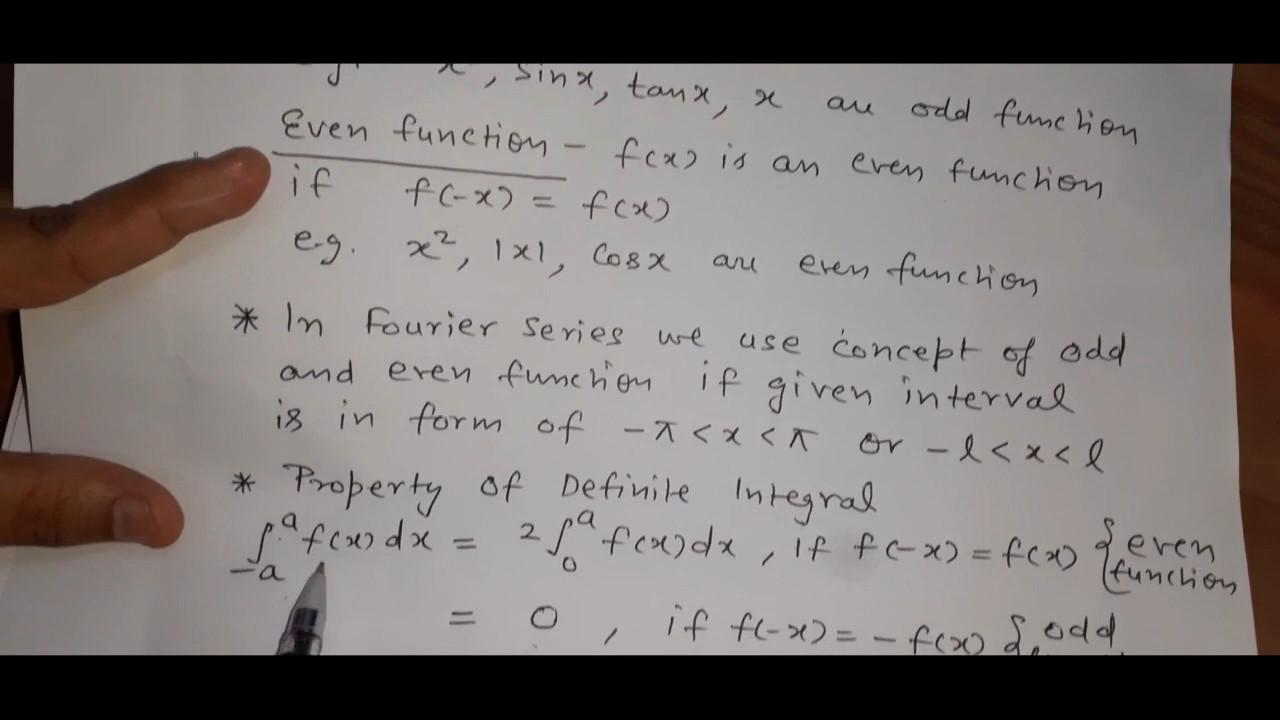 x, sinx, tanx, x are odd function
Even function - f(x) is an even function
if f(-x) = f(x)
e.g. x², |x|, cosx are even function
* In Fourier series we use concept of odd
and even function if given interval
is in form of -π < x < π or -l < x < l
* Property of Definite Integral
∫₋ₐᵃ f(x) dx = 2∫₀ᵃ f(x) dx, if f(-x) = f(x) { even function
= 0, if f(-x) = -f(x) { odd